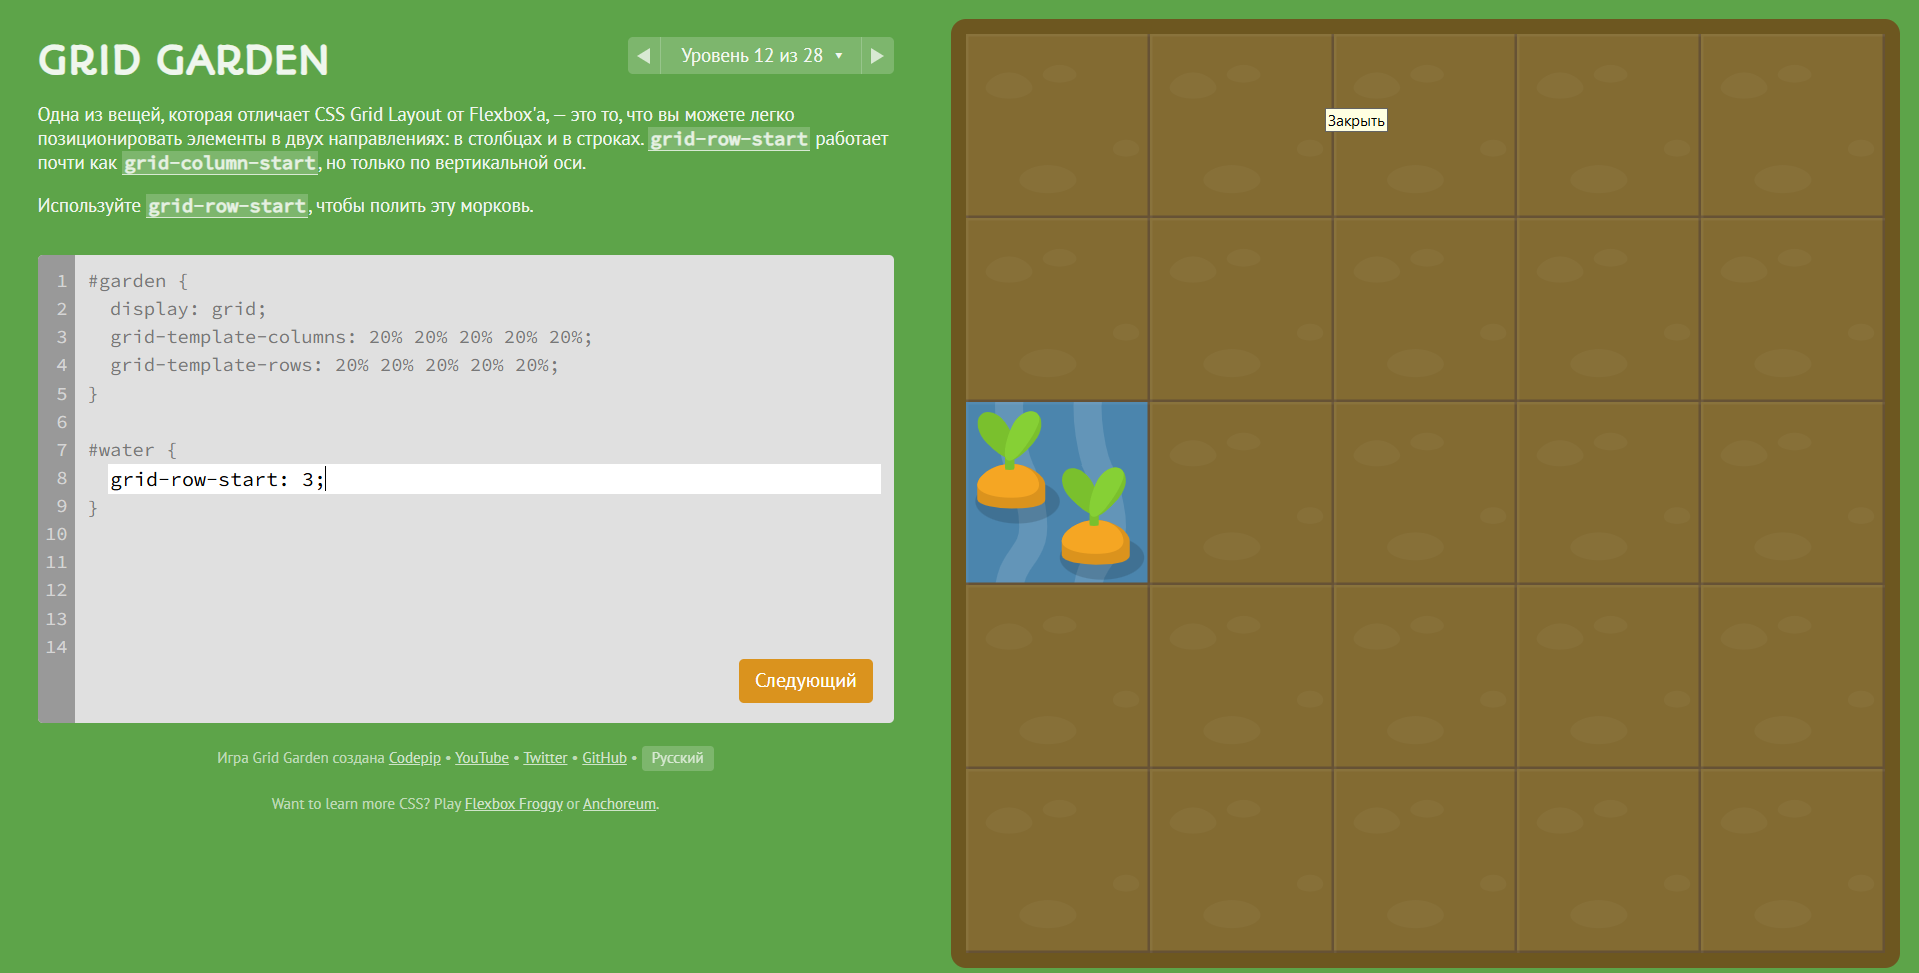 GRID GARDEN
Уровень 12 из 28
Одна из вещей, которая отличает CSS Grid Layout от Flexbox'а, — это то, что вы можете легко
позиционировать элементы в двух направлениях: в столбцах и в строках. grid-row-start работает
почти как grid-column-start, но только по вертикальной оси.
Используйте grid-row-start, чтобы полить эту морковь.
1 #garden {
2   display: grid;
3   grid-template-columns: 20% 20% 20% 20% 20%;
4   grid-template-rows: 20% 20% 20% 20% 20%;
5 }
6
7 #water {
8   grid-row-start: 3;
9 }
10
11
12
13
14
Следующий
Игра Grid Garden создана Codepip • YouTube • Twitter • GitHub • Русский
Want to learn more CSS? Play Flexbox Froggy or Anchoreum.
Закрыть